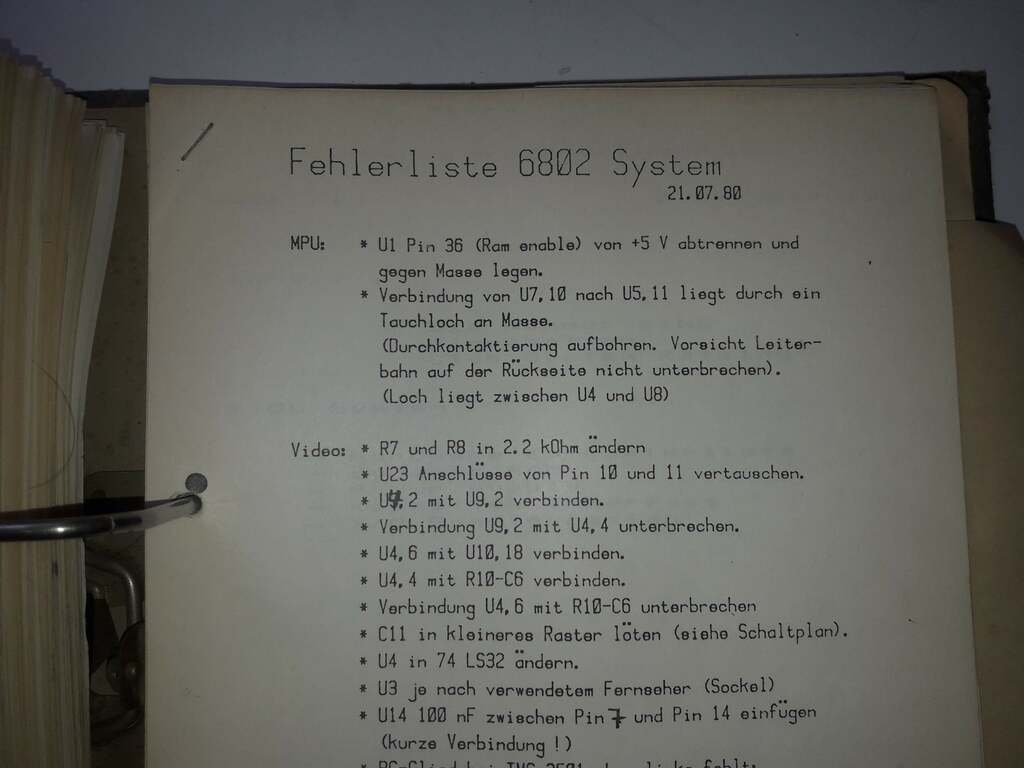 Fehlerliste 6802 System
21.07.80
MPU: * U1 Pin 36 (Ram enable) von +5 V abtrennen und
gegen Masse legen.
* Verbindung von U7,10 nach U5,11 liegt durch ein
Tauchloch an Masse.
(Durchkontaktierung aufbohren. Vorsicht Leiter-
bahn auf der Rückseite nicht unterbrechen).
(Loch liegt zwischen U4 und U8)
Video: * R7 und R8 in 2.2 kOhm ändern
* U23 Anschlüsse von Pin 10 und 11 vertauschen.
* U4,2 mit U9,2 verbinden.
* Verbindung U9,2 mit U4,4 unterbrechen.
* U4,6 mit U10,18 verbinden.
* U4,4 mit R10-C6 verbinden.
* Verbindung U4,6 mit R10-C6 unterbrechen
* C11 in kleineres Raster löten (siehe Schaltplan).
* U4 in 74 LS32 ändern.
* U3 je nach verwendetem Fernseher (Sockel)
* U14 100 nF zwischen Pin 7 und Pin 14 einfügen
(kurze Verbindung !)